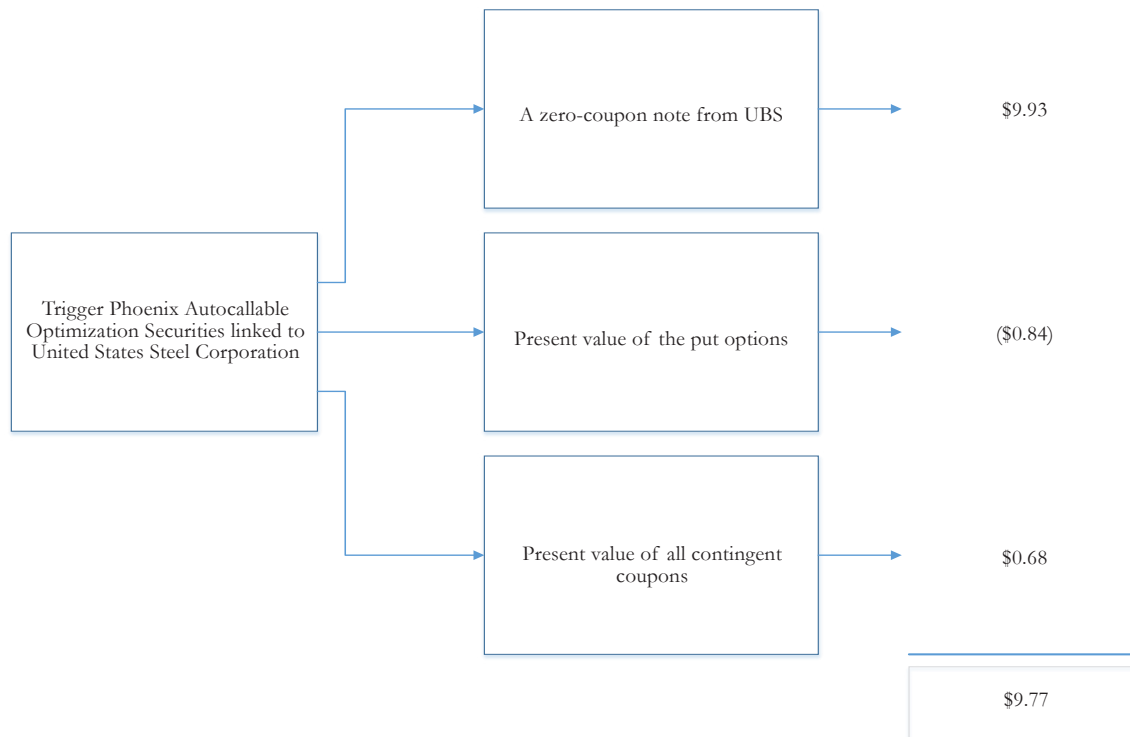 A zero-coupon note from UBS
$9.93
Trigger Phoenix Autocallable
Optimization Securities linked to
United States Steel Corporation
Present value of the put options
($0.84)
Present value of all contingent
coupons
$0.68
$9.77